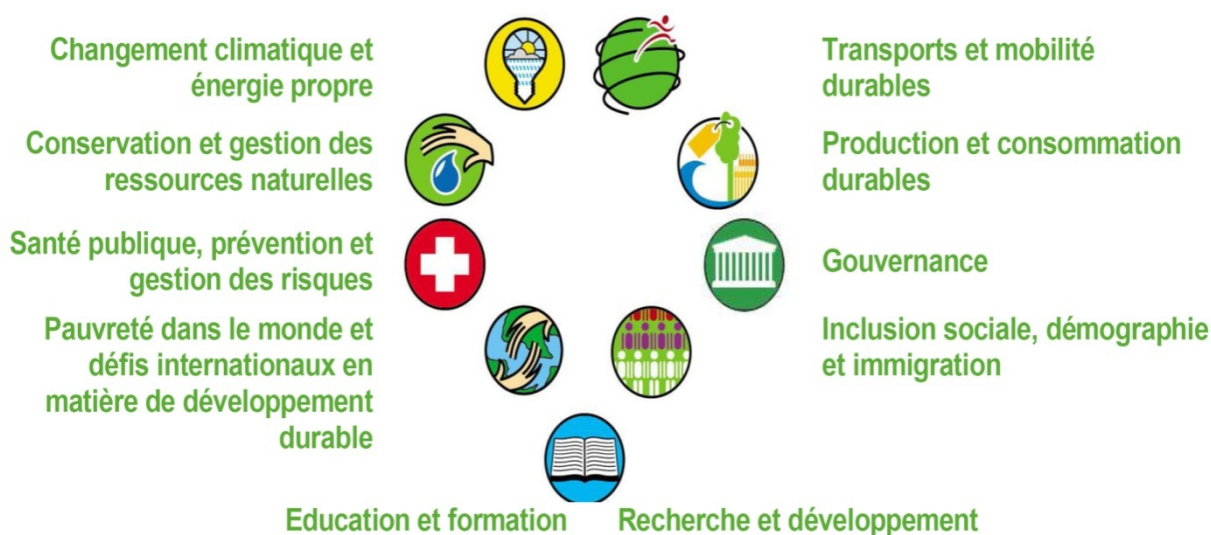 Changement climatique et
énergie propre
Transports et mobilité
durables
Conservation et gestion des
ressources naturelles
Production et consommation
durables
Santé publique, prévention et
gestion des risques
Gouvernance
Pauvreté dans le monde et
défis internationaux en
matière de développement
durable
Inclusion sociale, démographie
et immigration
Education et formation
Recherche et développement